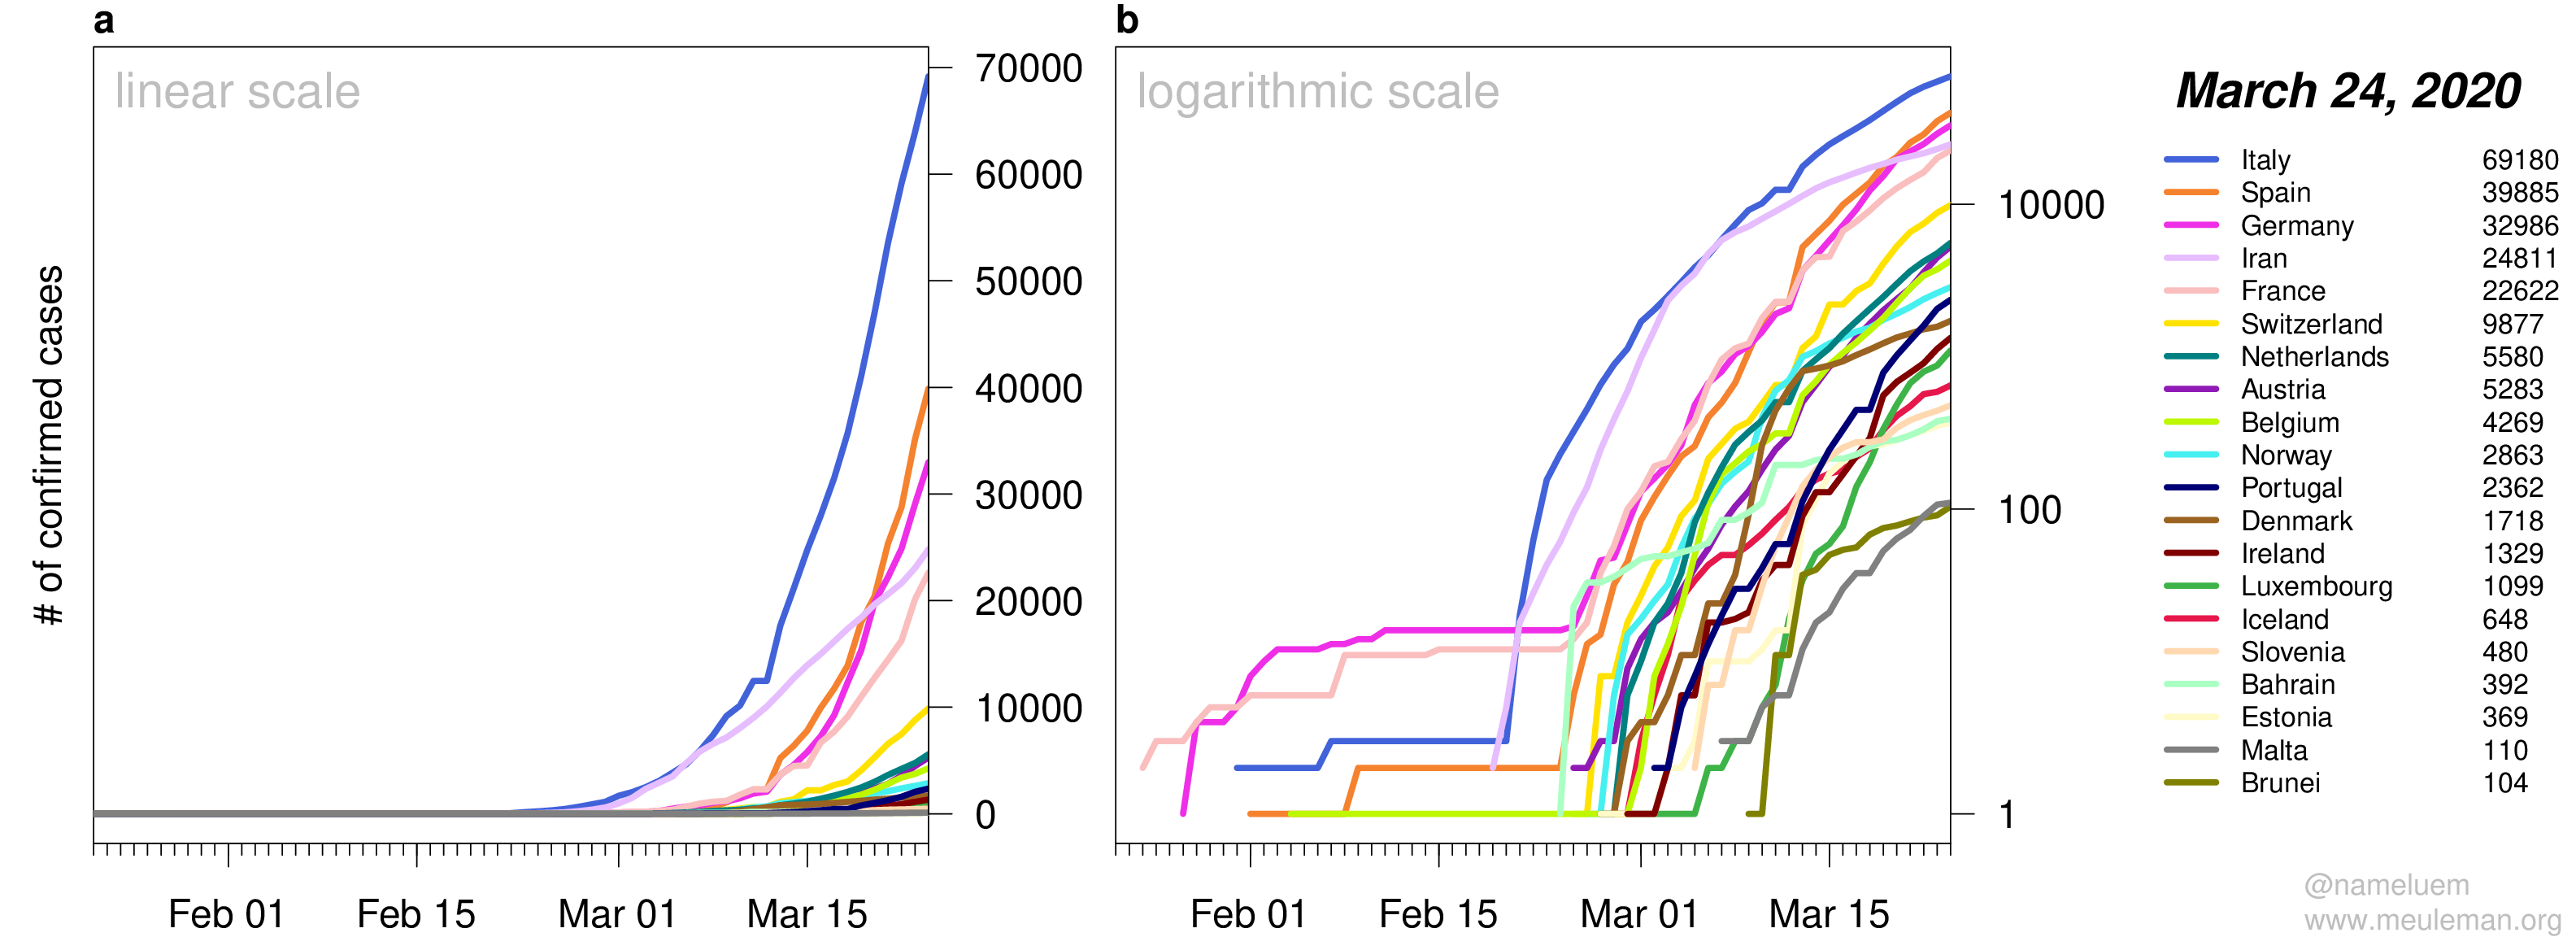 a
linear scale
# of confirmed cases
70000
60000
50000
40000
30000
20000
10000
0
Feb 01 Feb 15 Mar 01 Mar 15
b
logarithmic scale
10000
100
1
Feb 01 Feb 15 Mar 01 Mar 15
March 24, 2020
Italy 69180
Spain 39885
Germany 32986
Iran 24811
France 22622
Switzerland 9877
Netherlands 5580
Austria 5283
Belgium 4269
Norway 2863
Portugal 2362
Denmark 1718
Ireland 1329
Luxembourg 1099
Iceland 648
Slovenia 480
Bahrain 392
Estonia 369
Malta 110
Brunei 104
@nameluem
www.meuleman.org